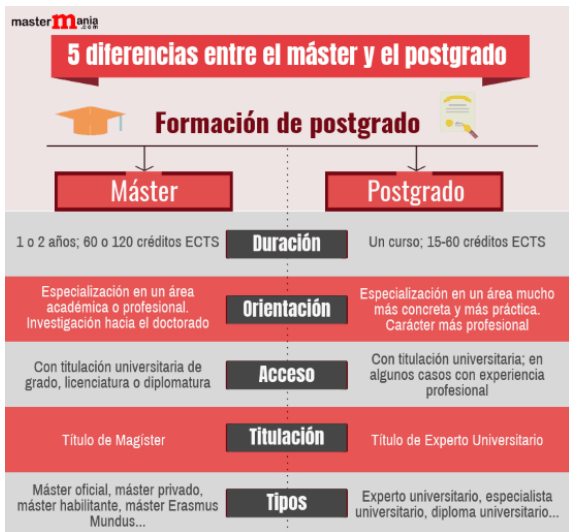 mastermania
.com
5 diferencias entre el máster y el postgrado
Formación de postgrado
Máster
Postgrado
1 o 2 años; 60 o 120 créditos ECTS
Duración
Un curso; 15-60 créditos ECTS
Especialización en un área
académica o profesional.
Investigación hacia el doctorado
Orientación
Especialización en un área mucho
más concreta y más práctica.
Carácter más profesional
Con titulación universitaria de
grado, licenciatura o diplomatura
Acceso
Con titulación universitaria; en
algunos casos con experiencia
profesional
Título de Magíster
Titulación
Título de Experto Universitario
Máster oficial, máster privado,
máster habilitante, máster Erasmus
Mundus...
Tipos
Experto universitario, especialista
universitario, diploma universitario...